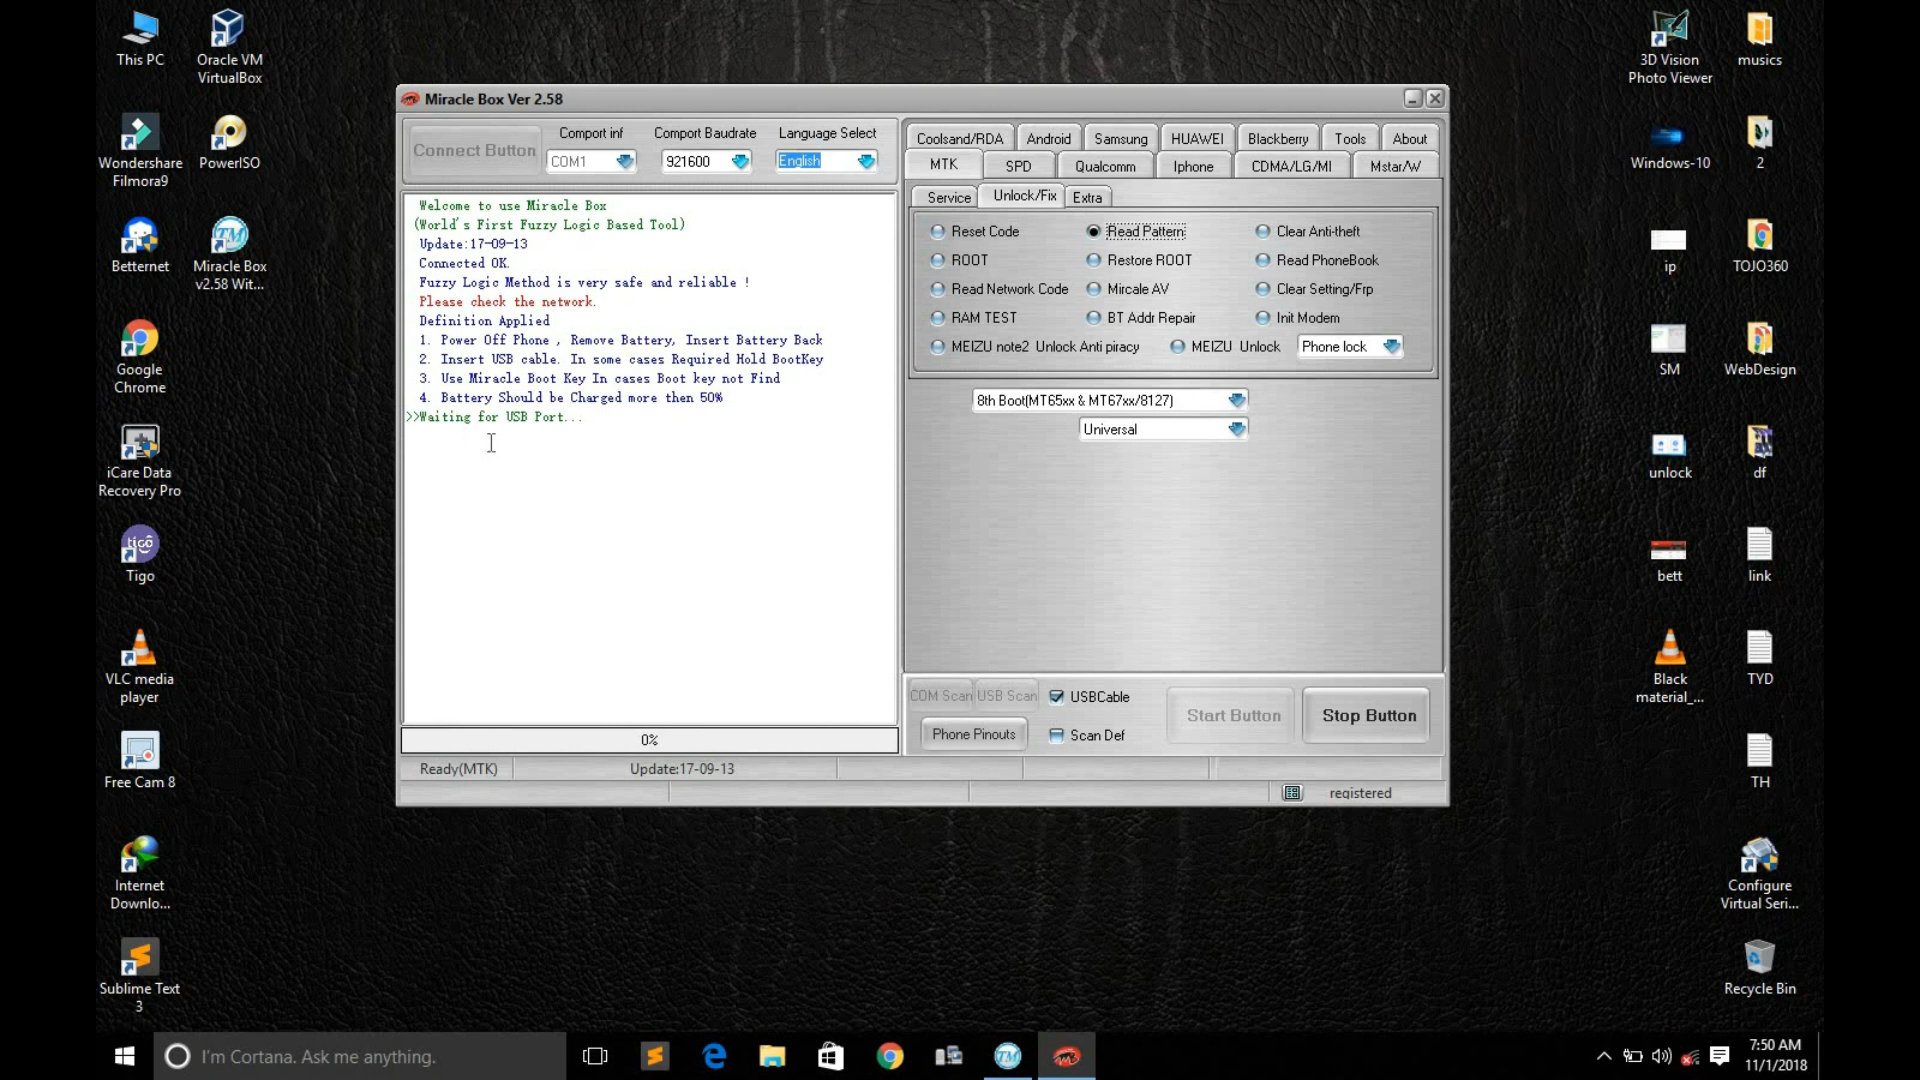 This PC
Oracle VM
VirtualBox
Wondershare
Filmora9
PowerISO
Betternet
Miracle Box
v2.58 Wit...
Google
Chrome
iCare Data
Recovery Pro
tigo
Tigo
VLC media
player
Free Cam 8
Internet
Downlo...
Sublime Text
3
Miracle Box Ver 2.58
Connect Button
Comport inf
Comport Baudrate
Language Select
COM1
921600
English
Welcome to use Miracle Box
(World's First Fuzzy Logic Based Tool)
Update:17-09-13
Connected OK.
Fuzzy Logic Method is very safe and reliable !
Please check the network.
Definition Applied
1. Power Off Phone , Remove Battery, Insert Battery Back
2. Insert USB cable. In some cases Required Hold BootKey
3. Use Miracle Boot Key In cases Boot key not Find
4. Battery Should be Charged more then 50%
>>Waiting for USB Port...
0%
Ready(MTK)
Update:17-09-13
Coolsand/RDA
Android
Samsung
HUAWEI
Blackberry
Tools
About
MTK
SPD
Qualcomm
Iphone
CDMA/LG/MI
Mstar/W
Service
Unlock/Fix
Extra
Reset Code
Read Pattern
Clear Anti-theft
ROOT
Restore ROOT
Read PhoneBook
Read Network Code
Mircale AV
Clear Setting/Frp
RAM TEST
BT Addr Repair
Init Modem
MEIZU note2 Unlock Anti piracy
MEIZU Unlock
Phone lock
8th Boot(MT65xx & MT67xx/8127)
Universal
COM Scan
USB Scan
USBCable
Start Button
Stop Button
Phone Pinouts
Scan Def
registered
3D Vision
Photo Viewer
musics
Windows-10
2
ip
TOJO360
SM
WebDesign
unlock
df
bett
link
Black
material_...
TYD
TH
Configure
Virtual Seri...
Recycle Bin
I'm Cortana. Ask me anything.
7:50 AM
11/1/2018